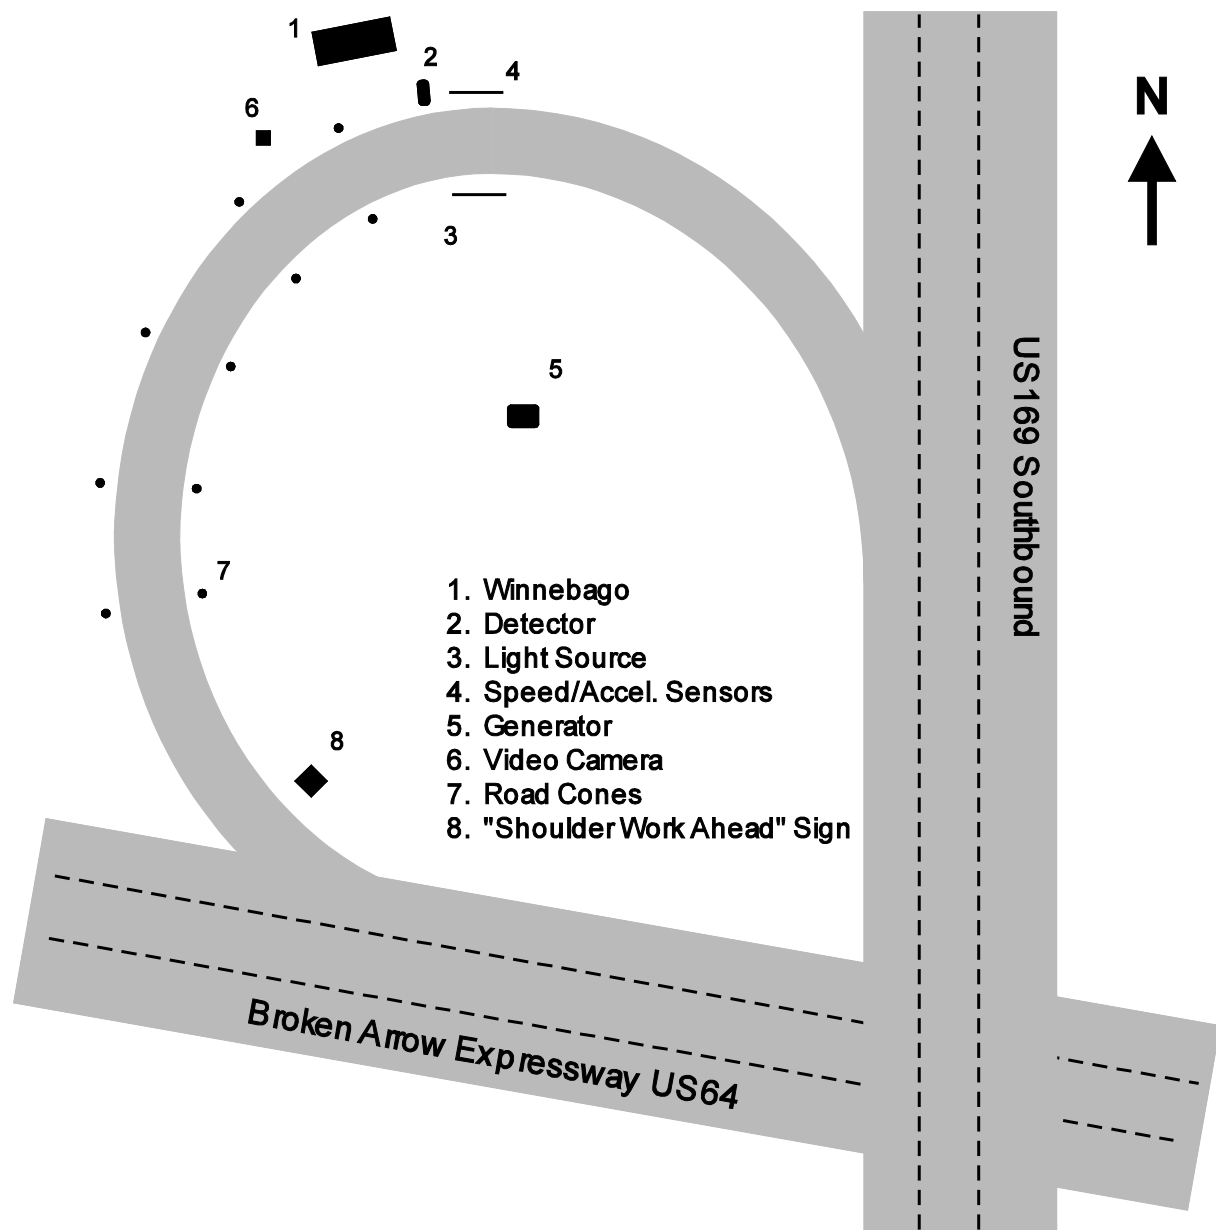 1
2
4
N
6
3
US169 Southbound
5
7
1. Winnebago
2. Detector
3. Light Source
4. Speed/Accel. Sensors
5. Generator
6. Video Camera
7. Road Cones
8. "Shoulder Work Ahead" Sign
8
Broken Arrow Expressway US64